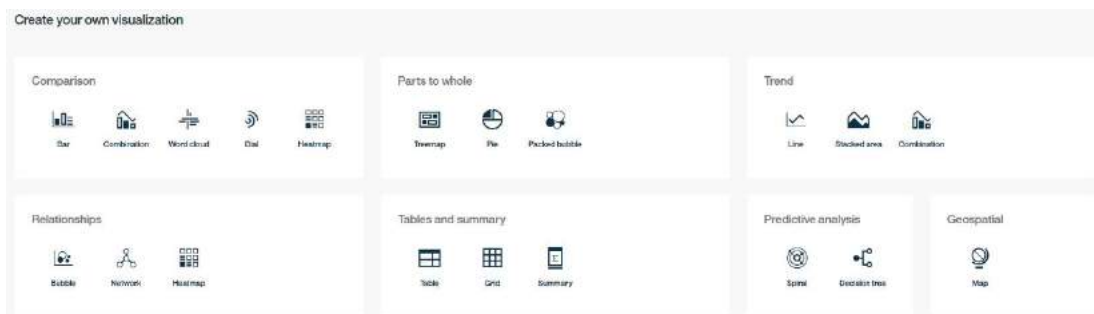 Create your own visualization
Comparison
Bar Combination Word cloud Dial Heatmap
Parts to whole
Treemap Pie Packed bubble
Trend
Line Stacked area Combination
Relationships
Bubble Network Heatmap
Tables and summary
Table Grid Summary
Predictive analysis
Spiral Decision tree
Geospatial
Map